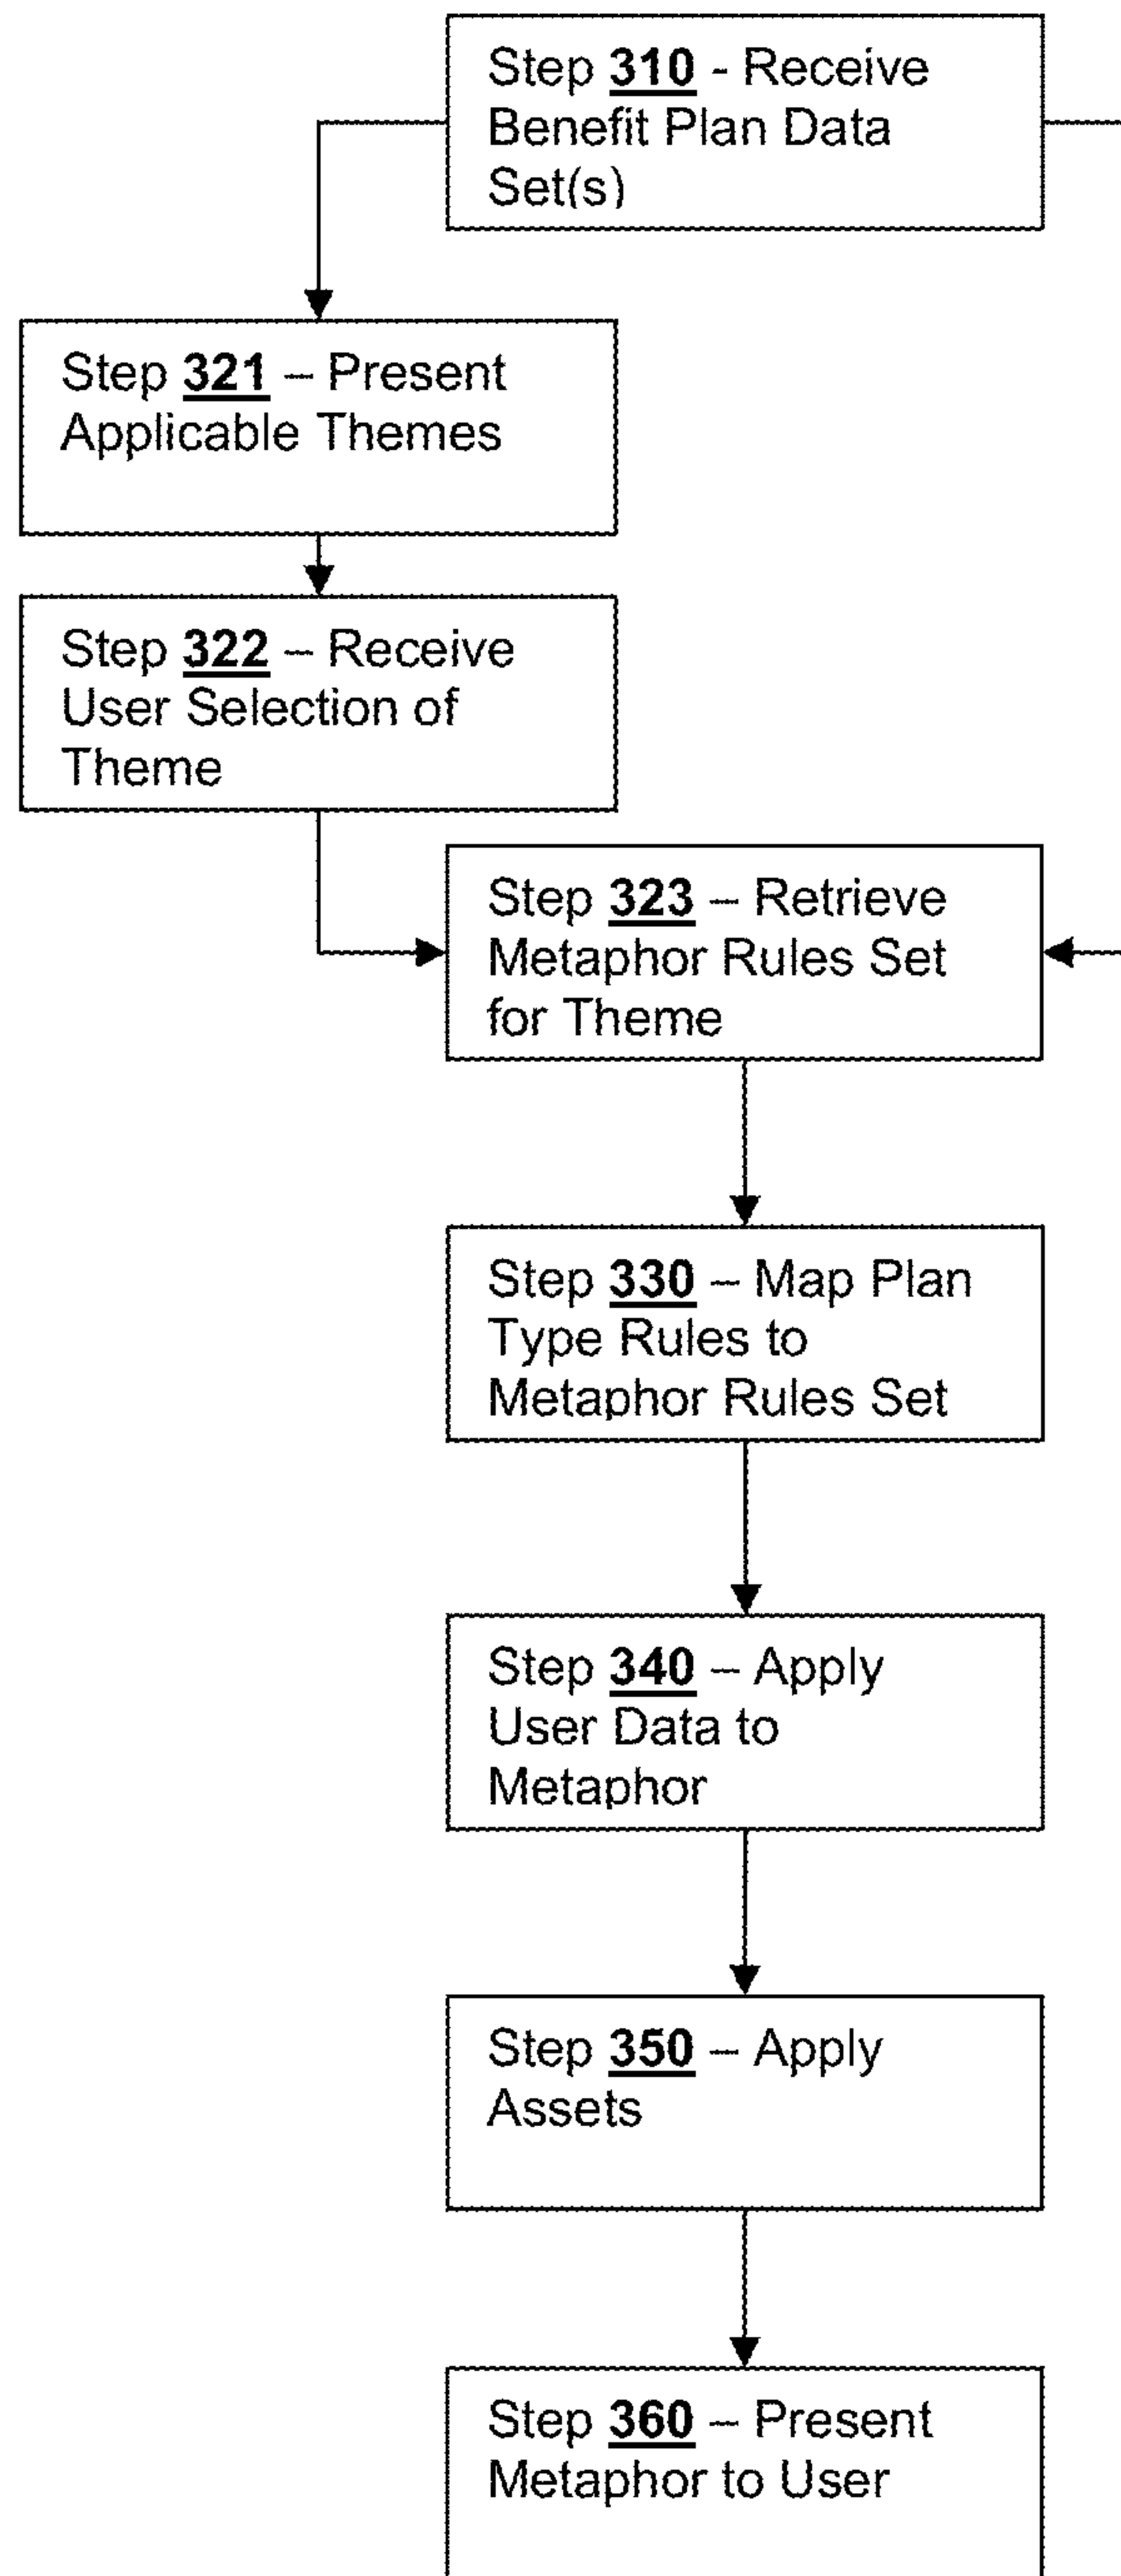 Step 310 - Receive
Benefit Plan Data
Set(s)
Step 321 – Present
Applicable Themes
Step 322 – Receive
User Selection of
Theme
Step 323 – Retrieve
Metaphor Rules Set
for Theme
Step 330 – Map Plan
Type Rules to
Metaphor Rules Set
Step 340 – Apply
User Data to
Metaphor
Step 350 – Apply
Assets
Step 360 – Present
Metaphor to User